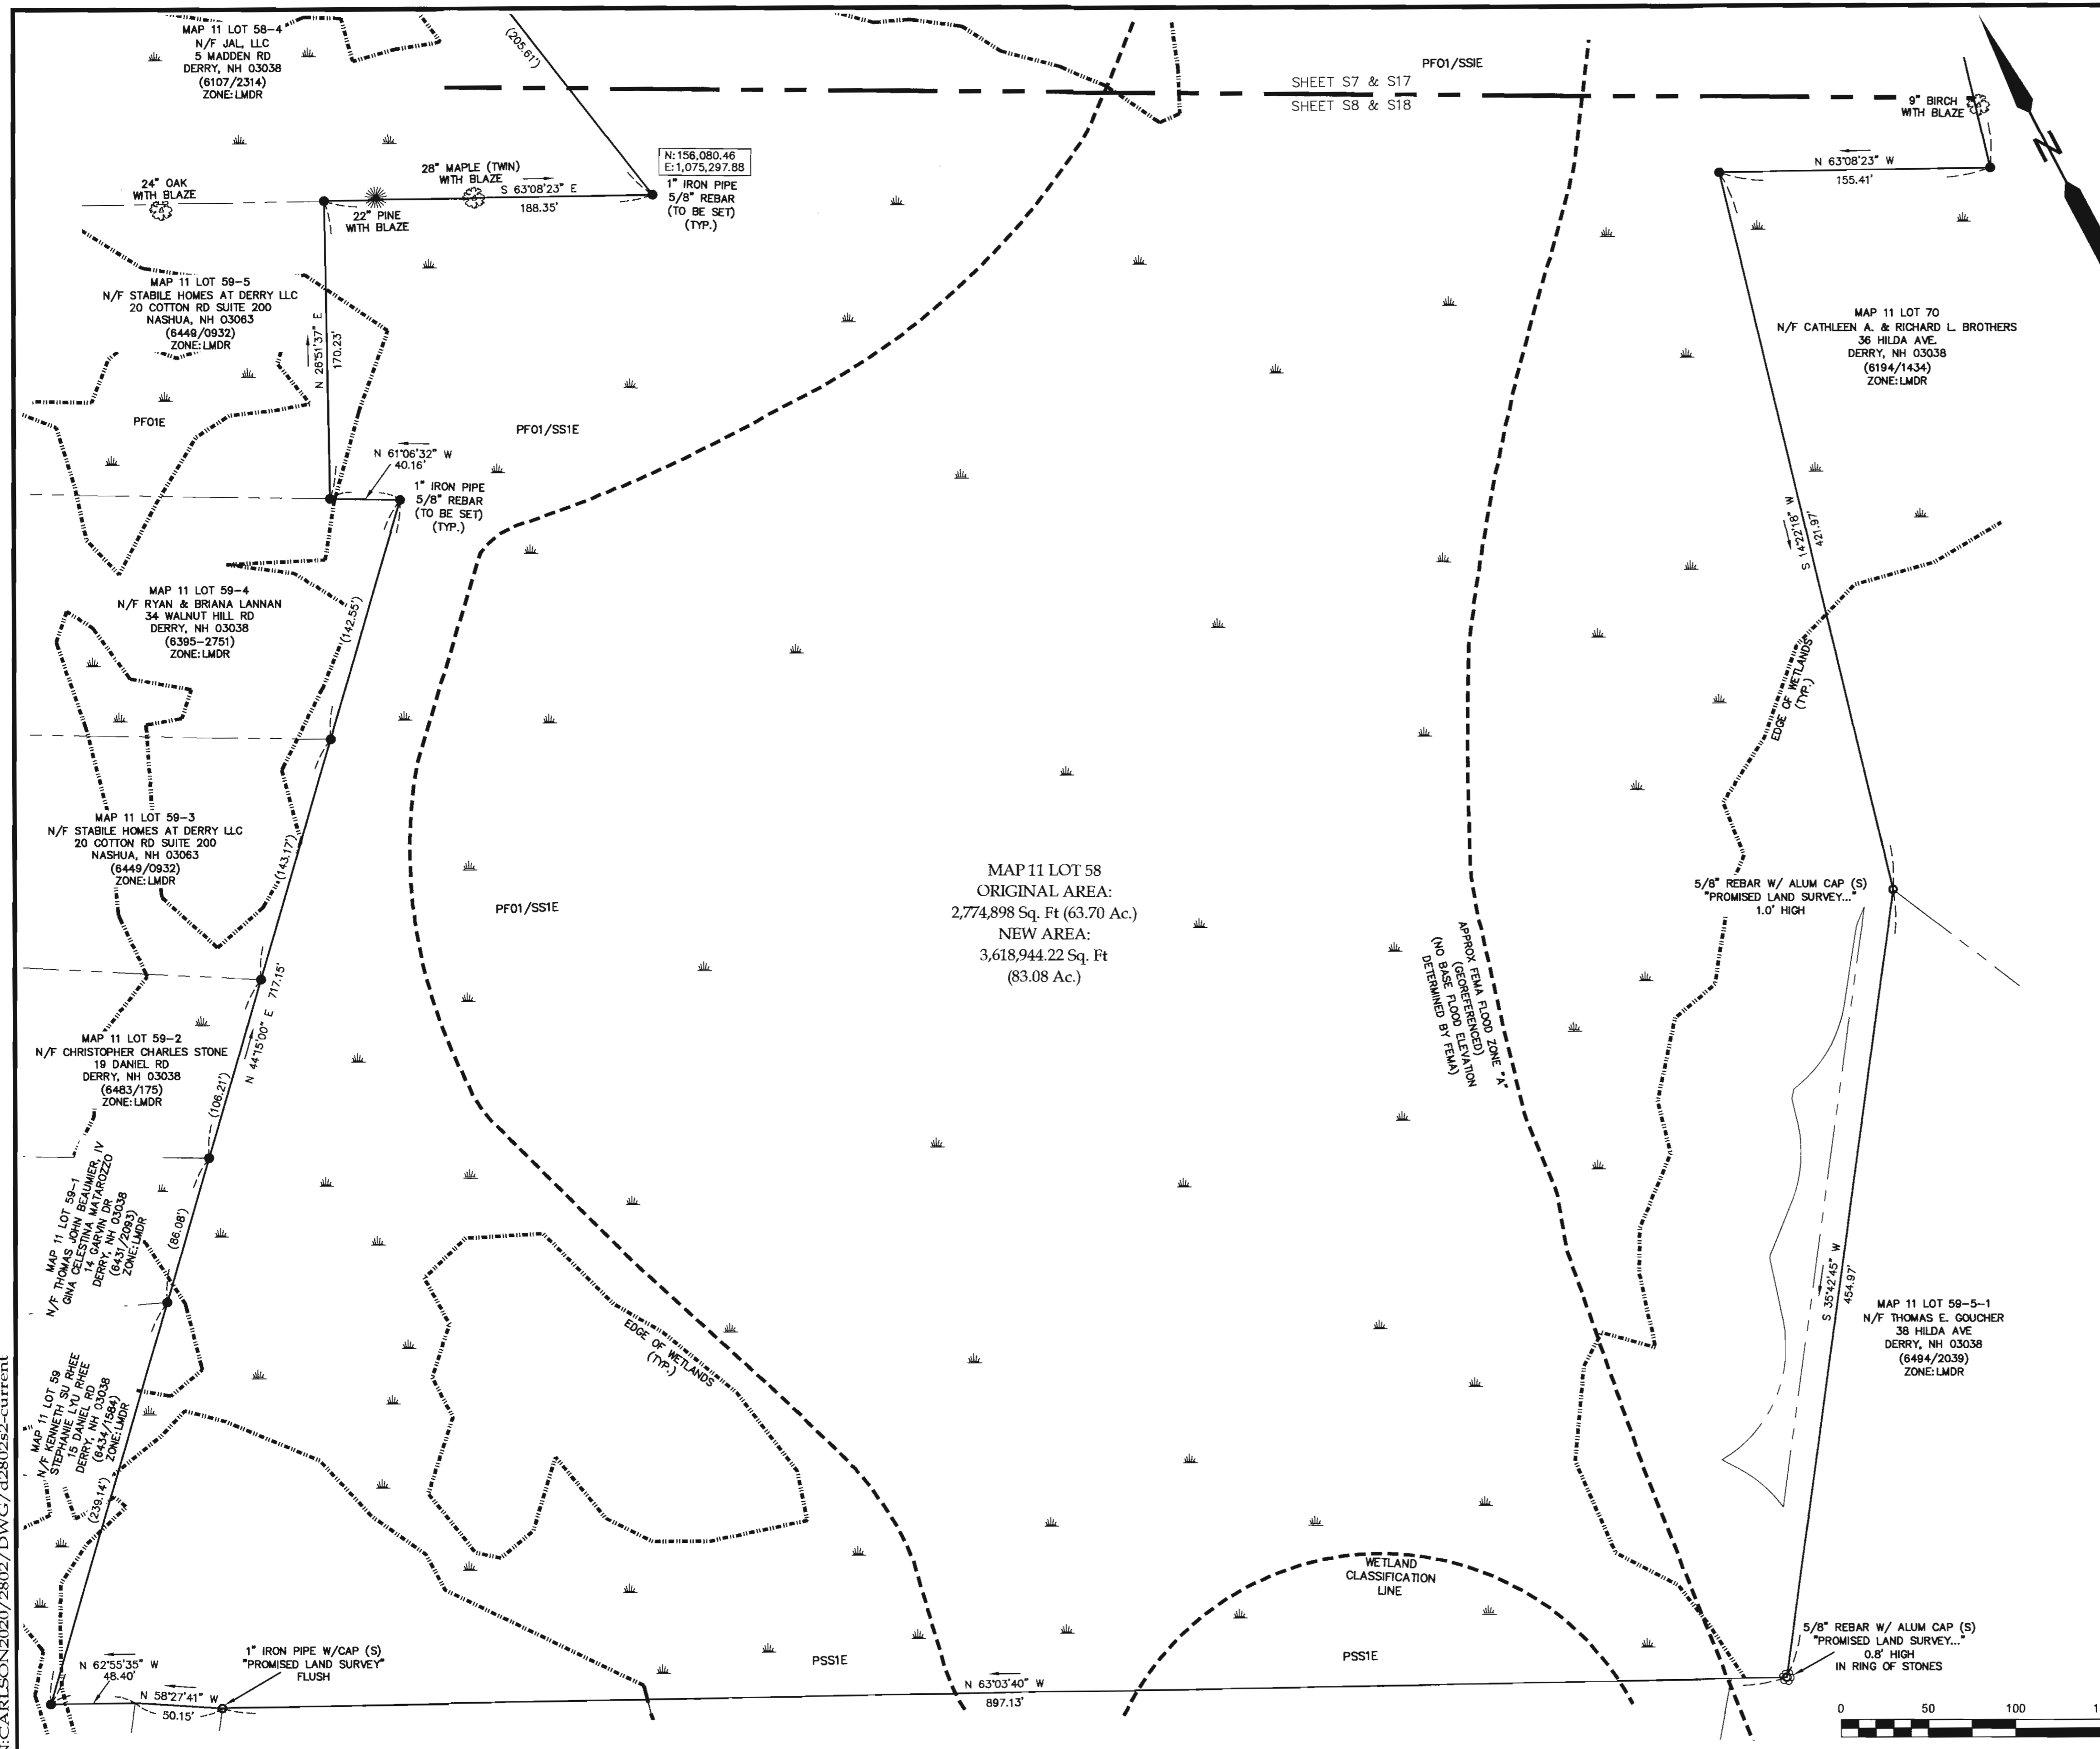 MAP 11 LOT 58-4
N/F JAL, LLC
5 MADDEN RD
DERRY, NH 03038
(6107/2314)
ZONE: LMDR
(205.61')
PF01/SS1E
SHEET S7 & S17
SHEET S8 & S18
9" BIRCH
WITH BLAZE
N
N 63°08'23" W
155.41'
N: 156,080.46
E: 1,075,297.88
1" IRON PIPE
5/8" REBAR
(TO BE SET)
(TYP.)
28" MAPLE (TWIN)
WITH BLAZE
S 63°08'23" E
188.35'
24" OAK
WITH BLAZE
22" PINE
WITH BLAZE
MAP 11 LOT 59-5
N/F STABILE HOMES AT DERRY LLC
20 COTTON RD SUITE 200
NASHUA, NH 03063
(6449/0932)
ZONE: LMDR
N 26°51'37" E
170.23'
MAP 11 LOT 70
N/F CATHLEEN A. & RICHARD L. BROTHERS
36 HILDA AVE.
DERRY, NH 03038
(6194/1434)
ZONE: LMDR
PF01E
PF01/SS1E
N 61°06'32" W
40.16'
1" IRON PIPE
5/8" REBAR
(TO BE SET)
(TYP.)
S 14°22'18" W
421.97'
MAP 11 LOT 59-4
N/F RYAN & BRIANA LANNAN
34 WALNUT HILL RD
DERRY, NH 03038
(6395-2751)
ZONE: LMDR
(142.55')
EDGE OF WETLANDS
(TYP.)
MAP 11 LOT 59-3
N/F STABILE HOMES AT DERRY LLC
20 COTTON RD SUITE 200
NASHUA, NH 03063
(6449/0932)
ZONE: LMDR
(143.17')
PF01/SS1E
MAP 11 LOT 58
ORIGINAL AREA:
2,774,898 Sq. Ft (63.70 Ac.)
NEW AREA:
3,618,944.22 Sq. Ft
(83.08 Ac.)
5/8" REBAR W/ ALUM CAP (S)
"PROMISED LAND SURVEY..."
1.0' HIGH
APPROX FEMA FLOOD ZONE "A"
(GEOREFERENCED)
(NO BASE FLOOD ELEVATION
DETERMINED BY FEMA)
N 44°15'00" E 717.15'
MAP 11 LOT 59-2
N/F CHRISTOPHER CHARLES STONE
19 DANIEL RD
DERRY, NH 03038
(6483/175)
ZONE: LMDR
(106.21')
MAP 11 LOT 59-1
N/F THOMAS JOHN BEAUMIER, IV
GINA CELESTINA MATAROZZO
14 GARVIN DR
DERRY, NH 03038
(6431/2093)
ZONE: LMDR
(86.08')
EDGE OF WETLANDS
(TYP.)
S 35°42'45" W
454.97'
MAP 11 LOT 59-5-1
N/F THOMAS E. GOUCHER
38 HILDA AVE
DERRY, NH 03038
(6494/2039)
ZONE: LMDR
MAP 11 LOT 59
N/F KENNETH SU RHEE
STEPHANIE LYU RHEE
15 DANIEL RD
DERRY, NH 03038
(6434/1584)
ZONE: LMDR
(239.14')
WETLAND
CLASSIFICATION
LINE
N:CARLSON2020/2802/DWG/d2802s2-current
N 62°55'35" W
48.40'
1" IRON PIPE W/CAP (S)
"PROMISED LAND SURVEY"
FLUSH
PSS1E
PSS1E
5/8" REBAR W/ ALUM CAP (S)
"PROMISED LAND SURVEY..."
0.8' HIGH
IN RING OF STONES
N 58°27'41" W
50.15'
N 63°03'40" W
897.13'
0 50 100